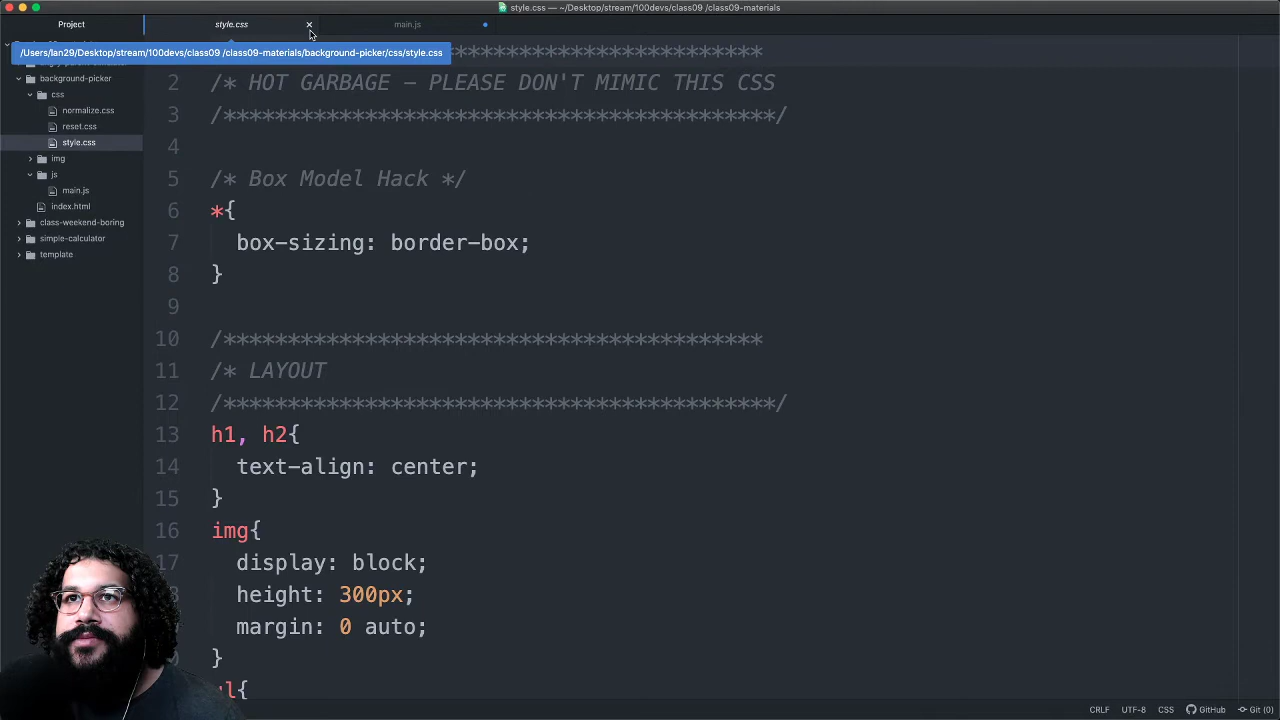 style.css — ~/Desktop/stream/100devs/class09 /class09-materials
Project
style.css
main.js
/Users/lan29/Desktop/stream/100devs/class09 /class09-materials/background-picker/css/style.css
background-picker
css
normalize.css
reset.css
style.css
img
js
main.js
index.html
class-weekend-boring
simple-calculator
template
******************************
2 /* HOT GARBAGE – PLEASE DON'T MIMIC THIS CSS
3 /*******************************************/
4
5 /* Box Model Hack */
6 *{
7 box-sizing: border-box;
8 }
9
10 /******************************************
11 /* LAYOUT
12 /*******************************************/
13 h1, h2{
14 text-align: center;
15 }
16 img{
17 display: block;
height: 300px;
margin: 0 auto;
}
l{
CRLF UTF-8 CSS GitHub Git (0)